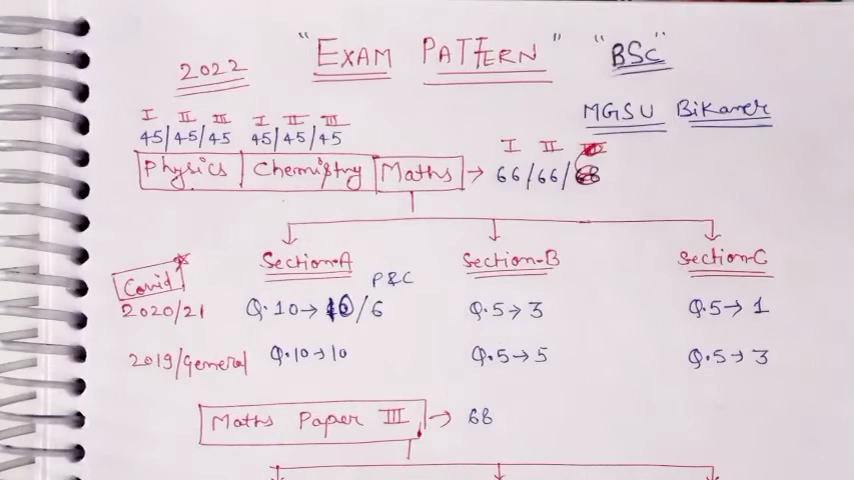 "EXAM PATTERN" "BSC"
2022
MGSU Bikaner
I II III I II III
45/45/45 45/45/45
Physics Chemistry Maths → 66/66/68
I II III
Section-A Section-B Section-C
Covid *
P&C
2020/21 Q.10→10/6 Q.5→3 Q.5→1
2019/General Q.10→10 Q.5→5 Q.5→3
Maths Paper III → 68